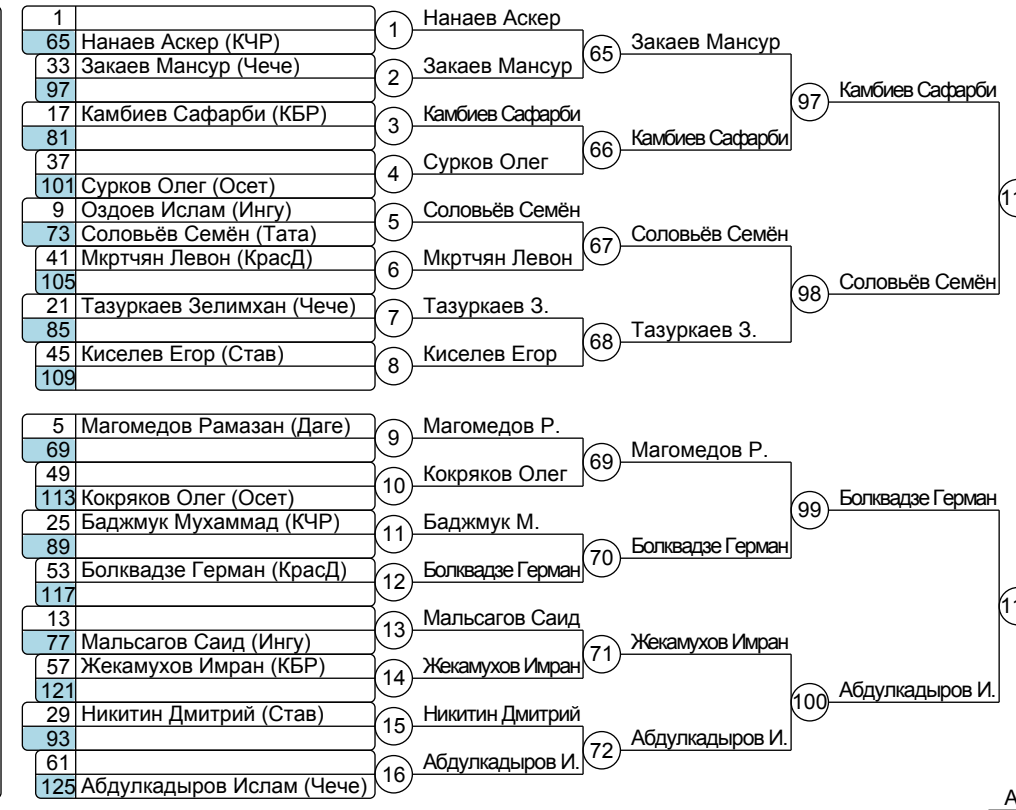 1
65 Нанаев Аскер (КЧР)
33 Закаев Мансур (Чече)
97
17 Камбиев Сафарби (КБР)
81
37
101 Сурков Олег (Осет)
9 Оздоев Ислам (Ингу)
73 Соловьёв Семён (Тата)
41 Мкртчян Левон (КрасД)
105
21 Тазуркаев Зелимхан (Чече)
85
45 Киселев Егор (Став)
109
5 Магомедов Рамазан (Даге)
69
49
113 Кокряков Олег (Осет)
25 Баджмук Мухаммад (КЧР)
89
53 Болквадзе Герман (КрасД)
117
13
77 Мальсагов Саид (Ингу)
57 Жекамухов Имран (КБР)
121
29 Никитин Дмитрий (Став)
93
61
125 Абдулкадыров Ислам (Чече)
1 Нанаев Аскер
2 Закаев Мансур
3 Камбиев Сафарби
4 Сурков Олег
5 Соловьёв Семён
6 Мкртчян Левон
7 Тазуркаев З.
8 Киселев Егор
9 Магомедов Р.
10 Кокряков Олег
11 Баджмук М.
12 Болквадзе Герман
13 Мальсагов Саид
14 Жекамухов Имран
15 Никитин Дмитрий
16 Абдулкадыров И.
65 Закаев Мансур
66 Камбиев Сафарби
67 Соловьёв Семён
68 Тазуркаев З.
69 Магомедов Р.
70 Болквадзе Герман
71 Жекамухов Имран
72 Абдулкадыров И.
97 Камбиев Сафарби
98 Соловьёв Семён
99 Болквадзе Герман
100 Абдулкадыров И.